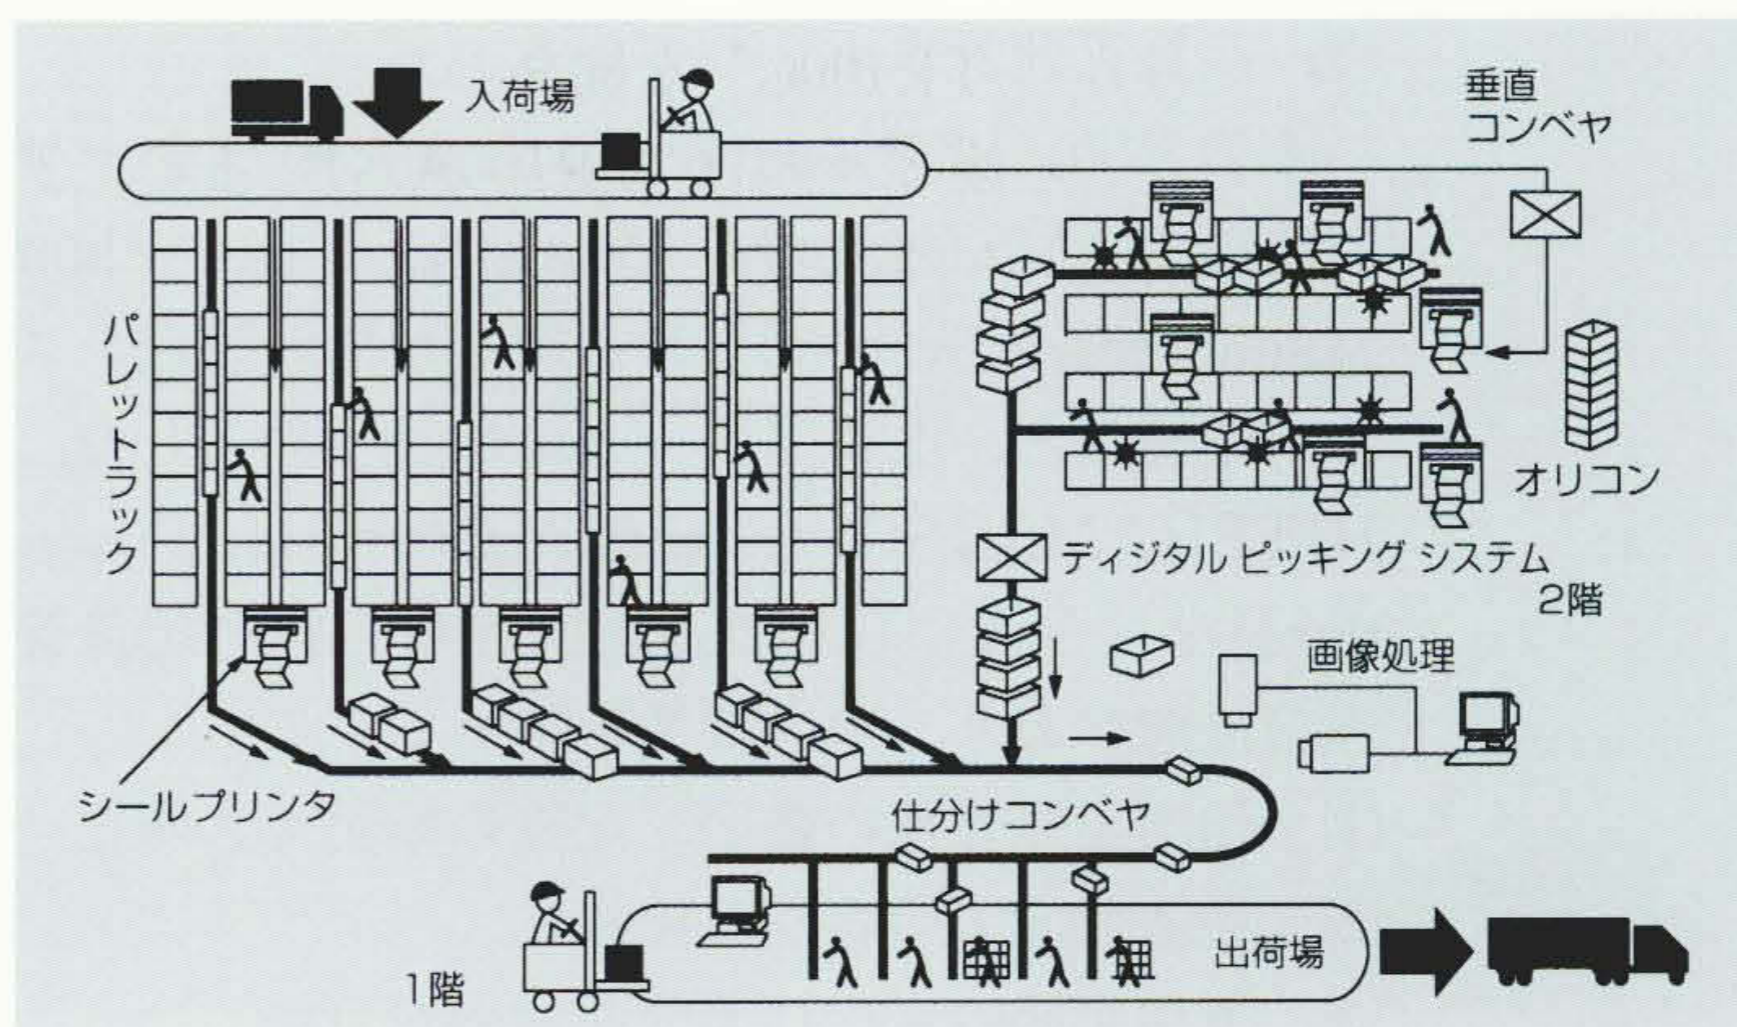 入荷場
垂直
コンベヤ
パレットラック
オリコン
ディジタル ピッキング システム
2階
画像処理
シールプリンタ
仕分けコンベヤ
出荷場
1階